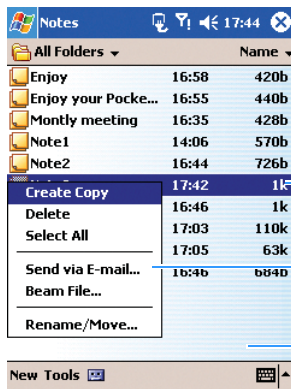 Notes 17:44
All Folders Name
Enjoy 16:58 420b
Enjoy your Pocke... 16:55 440b
Montly meeting 16:35 428b
Note1 14:06 570b
Note2 16:44 726b
17:42 1k
Create Copy 16:46 1k
Delete 17:03 110k
Select All 17:05 63k
Send via E-mail... 16:46 684b
Beam File...
Rename/Move...
New Tools